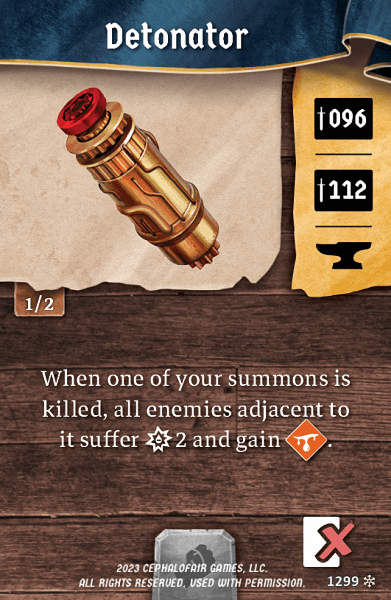 Detonator
†096
†112
1/2
When one of your summons is
killed, all enemies adjacent to
it suffer 2 and gain .
2023 CEPHALOFAIR GAMES, LLC.
ALL RIGHTS RESERVED. USED WITH PERMISSION.
1299